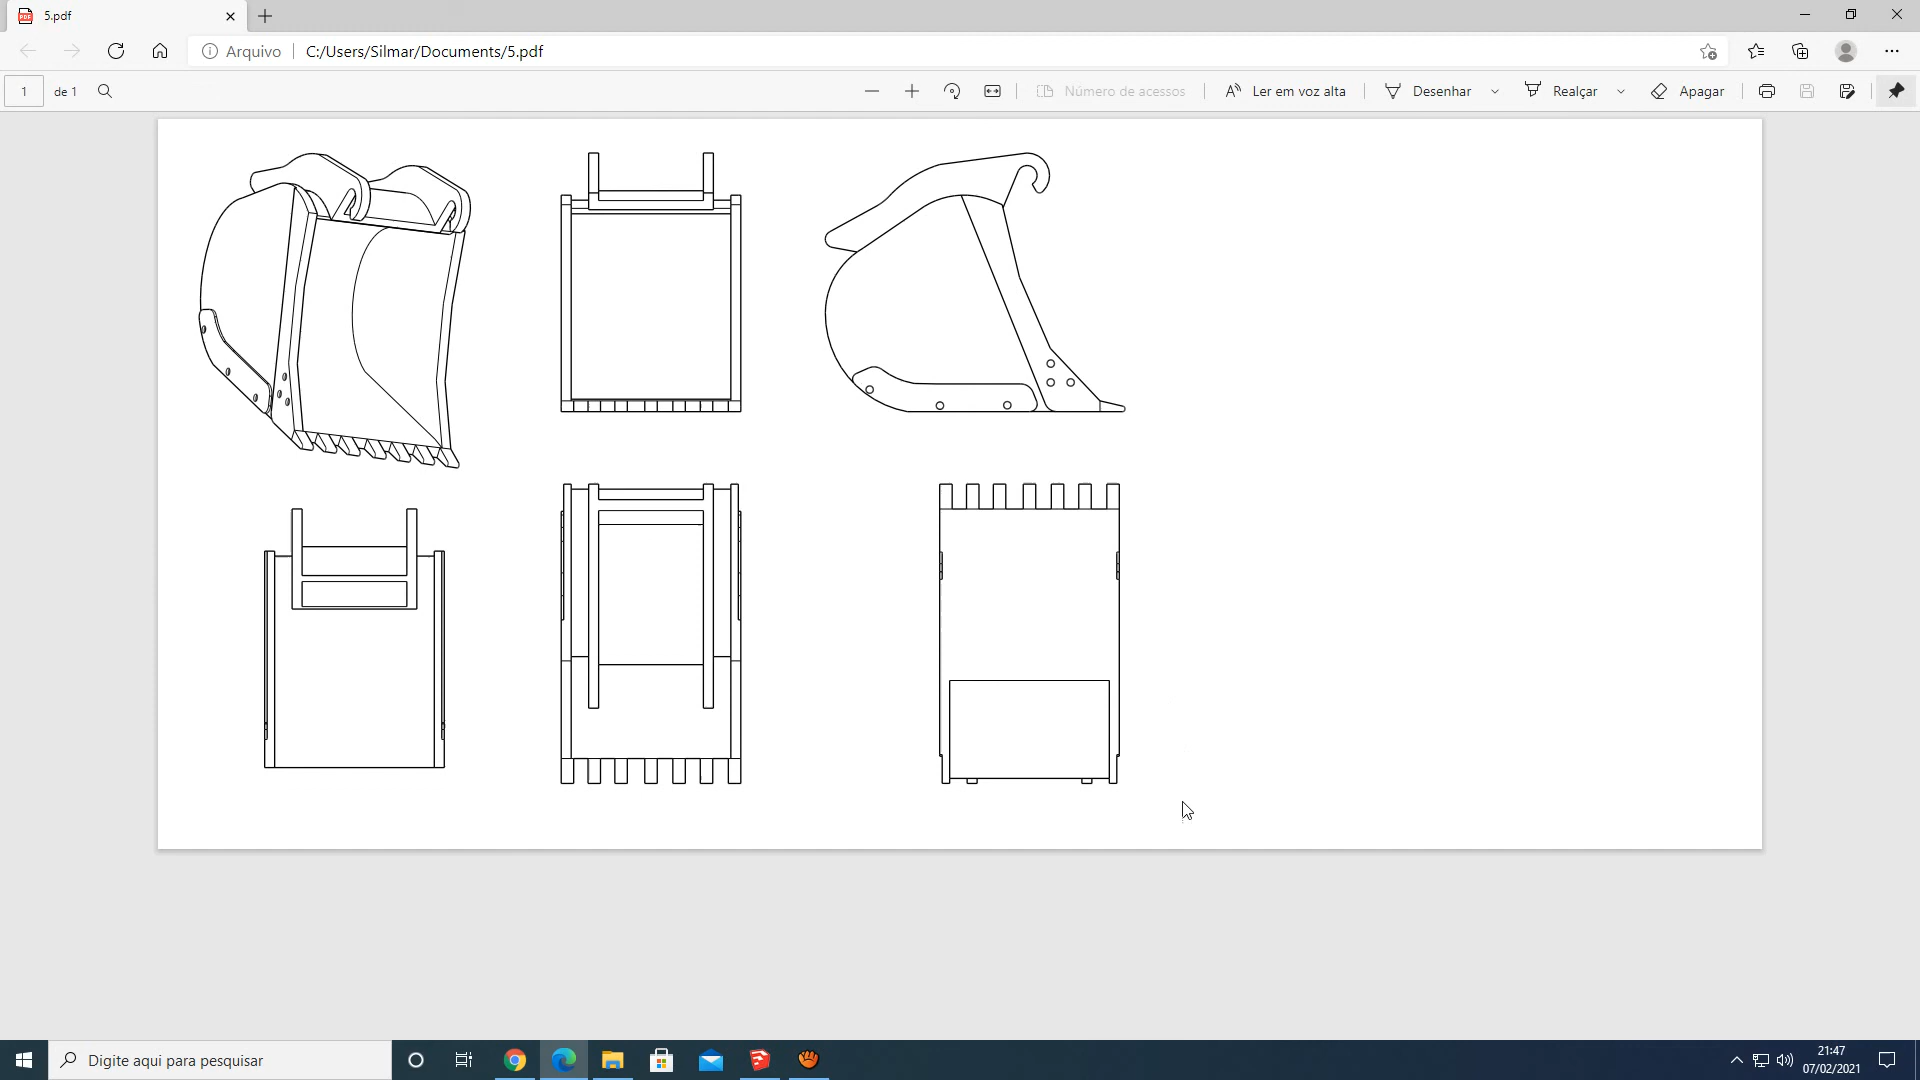 5.pdf
Arquivo
C:/Users/Silmar/Documents/5.pdf
1
de 1
Número de acessos
Ler em voz alta
Desenhar
Realçar
Apagar
Digite aqui para pesquisar
21:47
07/02/2021